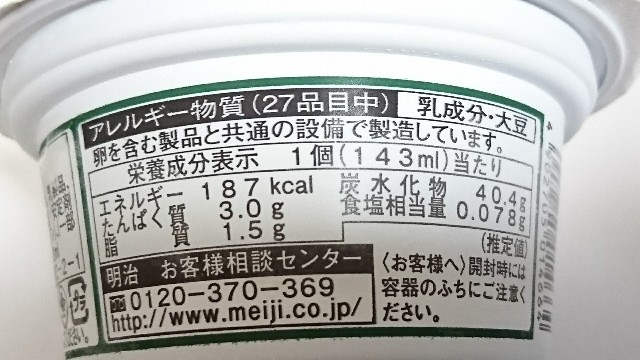 アレルギー物質(27品目中) 乳成分・大豆
卵を含む製品と共通の設備で製造しています。
栄養成分表示 1個(143ml)当たり
エネルギー 187kcal
たんぱく質 3.0g
脂質 1.5g
炭水化物 40.4g
食塩相当量 0.078g
(推定値)
明治 お客様相談センター
0120-370-369
http://www.meiji.co.jp/
〈お客様へ〉開封時には
容器のふちにご注意く
ださい。